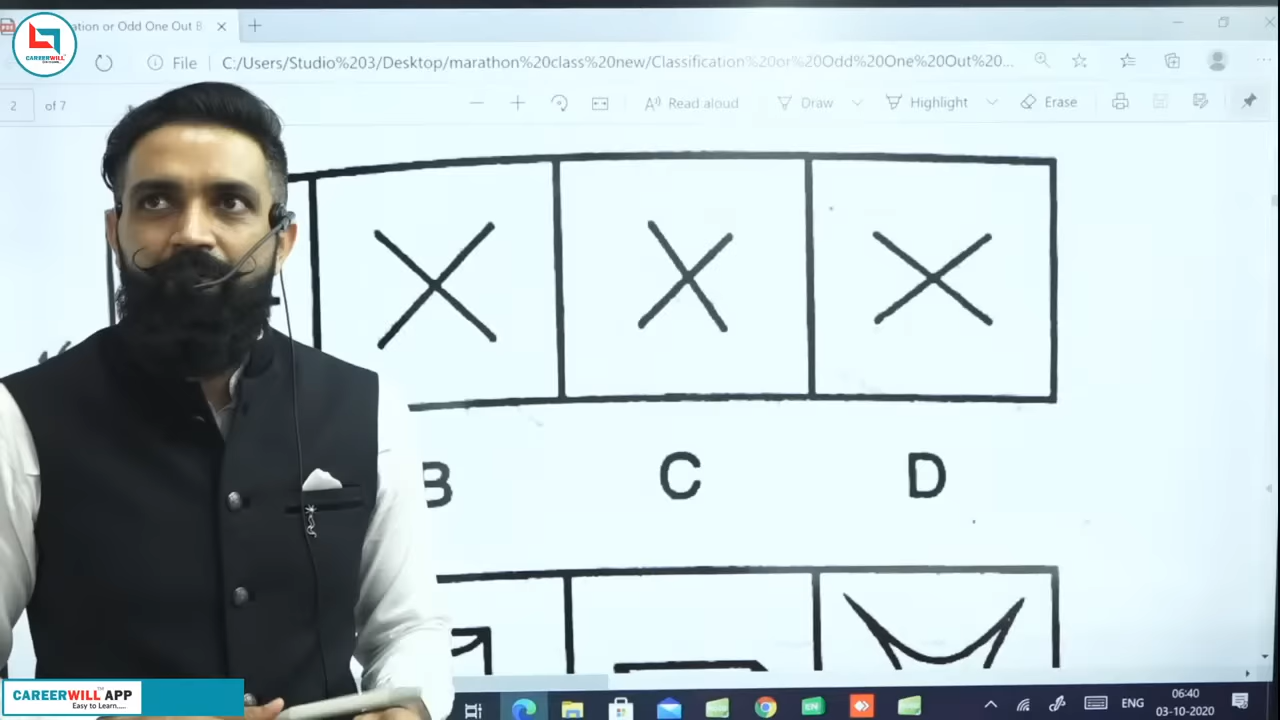 ation or Odd One Out B
CAREERWILL
File
C:/Users/Studio%203/Desktop/marathon%20class%20new/Classification%20or%20Odd%20One%20Out%20...
2 of 7
Read aloud
Draw
Highlight
Erase
B C D
CAREERWILL APP
Easy to Learn.....
ENG
06:40
03-10-2020